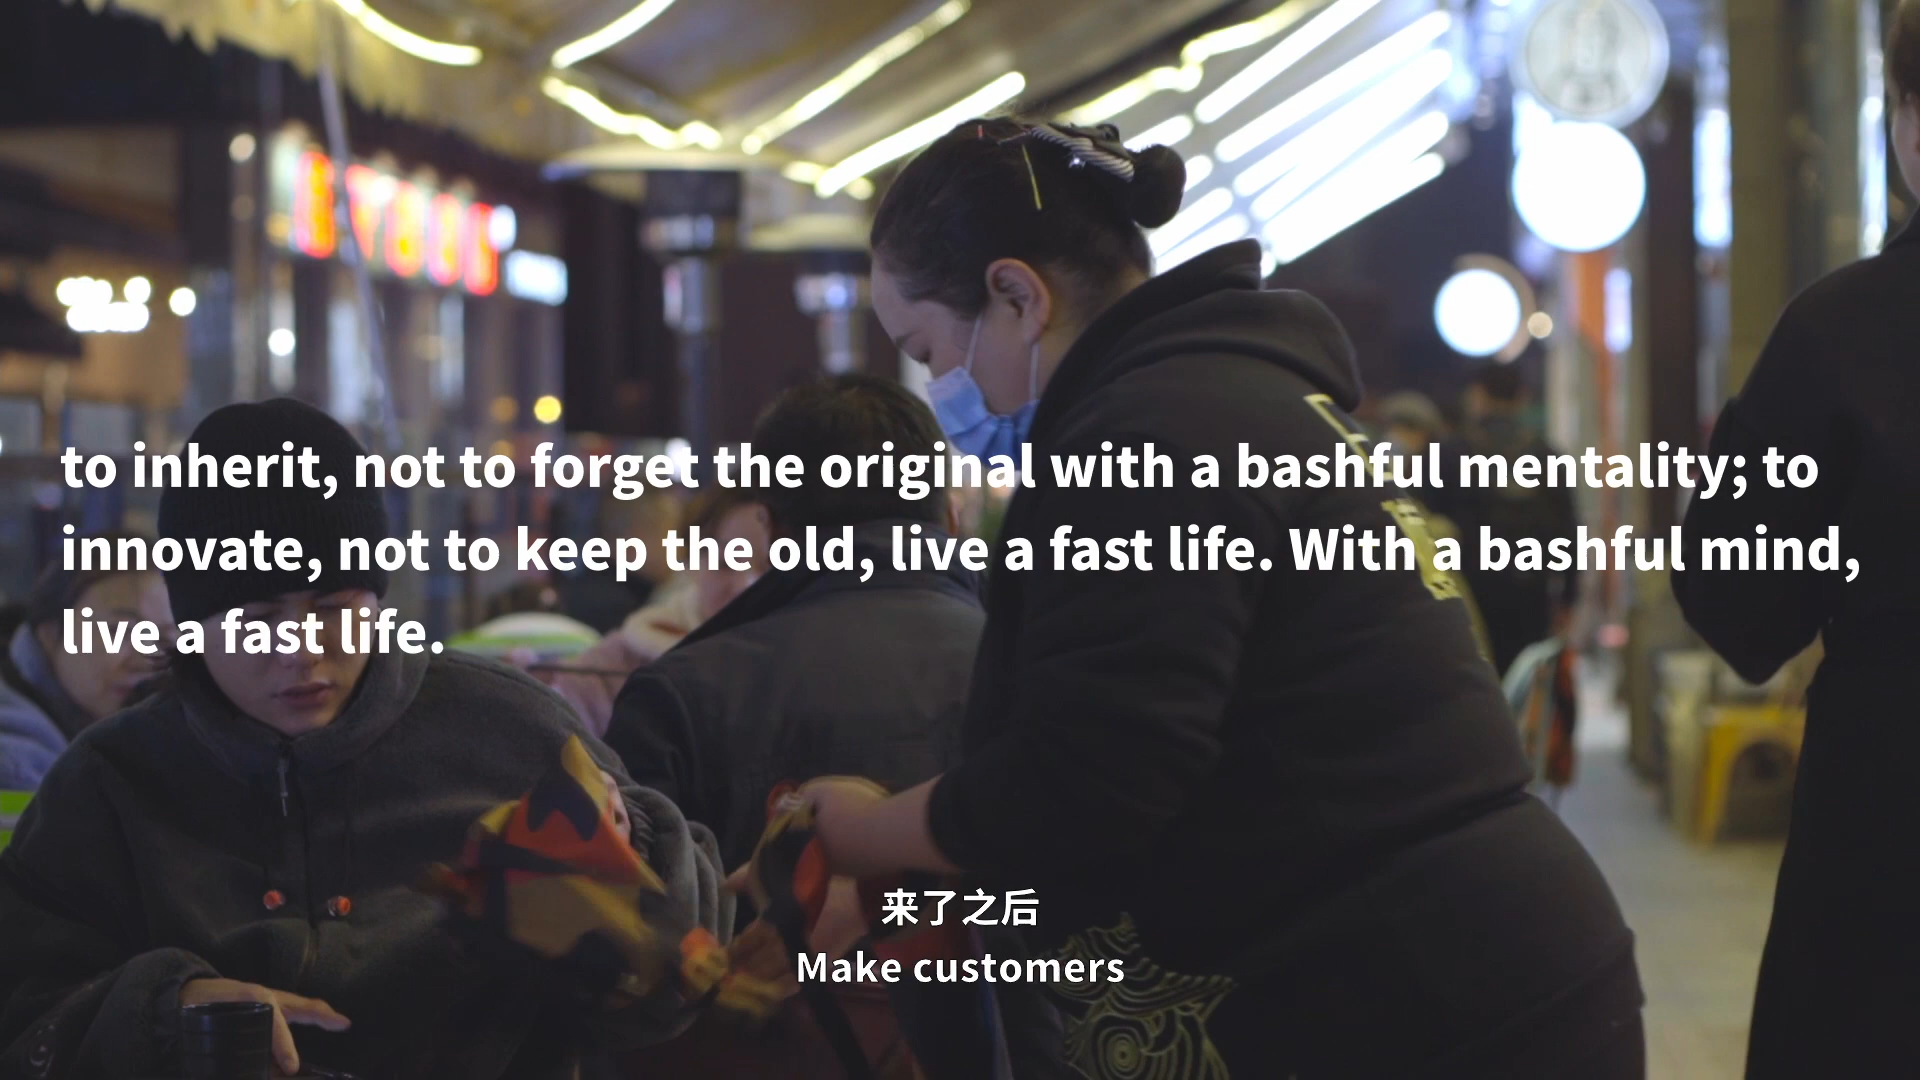 to inherit, not to forget the original with a bashful mentality; to
innovate, not to keep the old, live a fast life. With a bashful mind,
live a fast life.
来了之后
Make customers